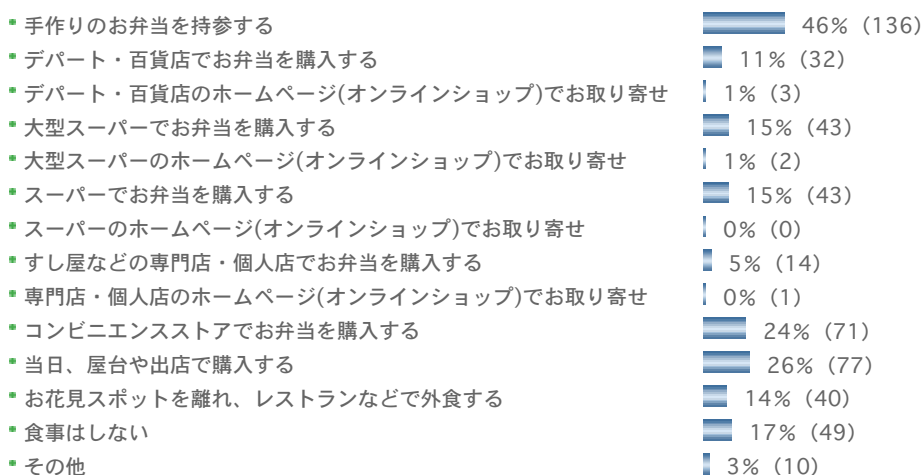 手作りのお弁当を持参する 46% (136)
デパート・百貨店でお弁当を購入する 11% (32)
デパート・百貨店のホームページ(オンラインショップ)でお取り寄せ 1% (3)
大型スーパーでお弁当を購入する 15% (43)
大型スーパーのホームページ(オンラインショップ)でお取り寄せ 1% (2)
スーパーでお弁当を購入する 15% (43)
スーパーのホームページ(オンラインショップ)でお取り寄せ 0% (0)
すし屋などの専門店・個人店でお弁当を購入する 5% (14)
専門店・個人店のホームページ(オンラインショップ)でお取り寄せ 0% (1)
コンビニエンスストアでお弁当を購入する 24% (71)
当日、屋台や出店で購入する 26% (77)
お花見スポットを離れ、レストランなどで外食する 14% (40)
食事はしない 17% (49)
その他 3% (10)